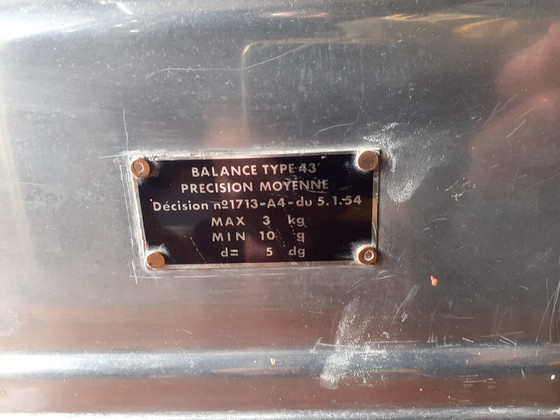 BALANCE TYPE 43
PRECISION MOYENNE
Décision nº1713-A4-du 5.1.54
MAX 3 kg
MIN 10 g
d= 5 dg